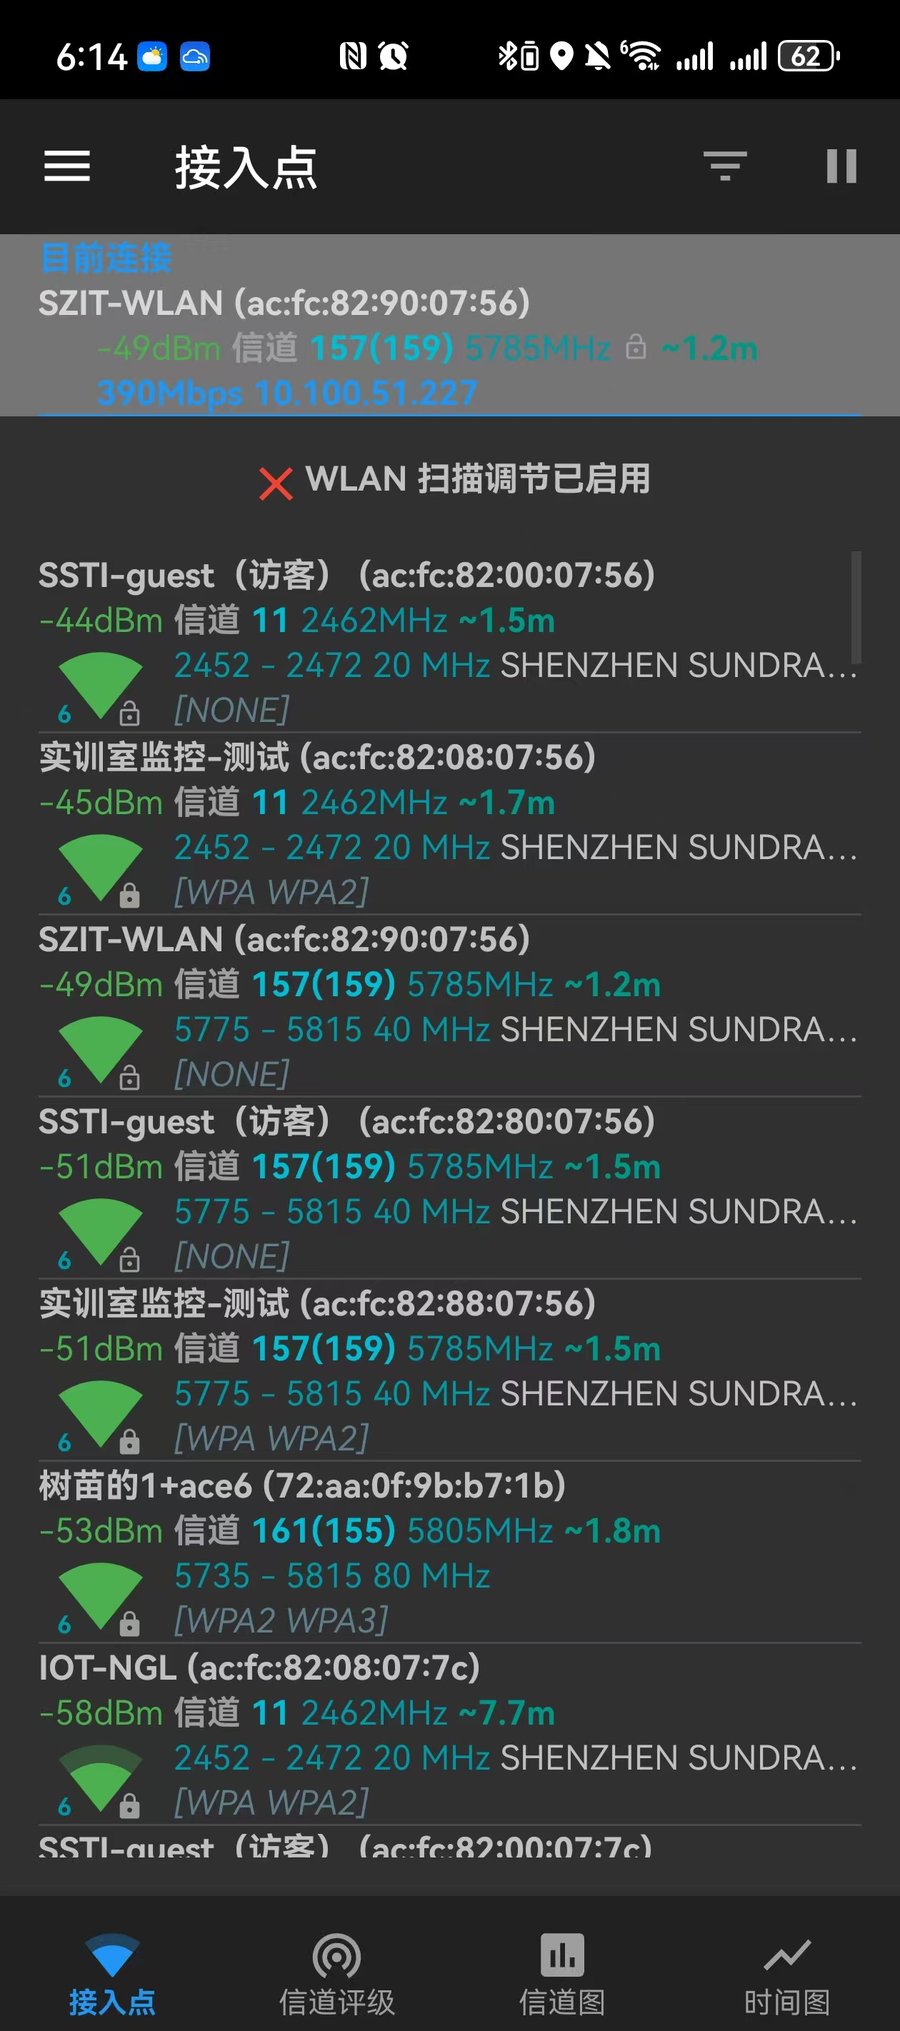 6:14
6
62
接入点
目前连接
SZIT-WLAN (ac:fc:82:90:07:56)
-49dBm 信道 157(159) 5785MHz ~1.2m
390Mbps 10.100.51.227
WLAN 扫描调节已启用
SSTI-guest（访客） (ac:fc:82:00:07:56)
-44dBm 信道 11 2462MHz ~1.5m
2452 - 2472 20 MHz SHENZHEN SUNDRA...
6 [NONE]
实训室监控-测试 (ac:fc:82:08:07:56)
-45dBm 信道 11 2462MHz ~1.7m
2452 - 2472 20 MHz SHENZHEN SUNDRA...
6 [WPA WPA2]
SZIT-WLAN (ac:fc:82:90:07:56)
-49dBm 信道 157(159) 5785MHz ~1.2m
5775 - 5815 40 MHz SHENZHEN SUNDRA...
6 [NONE]
SSTI-guest（访客） (ac:fc:82:80:07:56)
-51dBm 信道 157(159) 5785MHz ~1.5m
5775 - 5815 40 MHz SHENZHEN SUNDRA...
6 [NONE]
实训室监控-测试 (ac:fc:82:88:07:56)
-51dBm 信道 157(159) 5785MHz ~1.5m
5775 - 5815 40 MHz SHENZHEN SUNDRA...
6 [WPA WPA2]
树苗的1+ace6 (72:aa:0f:9b:b7:1b)
-53dBm 信道 161(155) 5805MHz ~1.8m
5735 - 5815 80 MHz
6 [WPA2 WPA3]
IOT-NGL (ac:fc:82:08:07:7c)
-58dBm 信道 11 2462MHz ~7.7m
2452 - 2472 20 MHz SHENZHEN SUNDRA...
6 [WPA WPA2]
SSTI-guest（访客） (ac:fc:82:00:07:7c)
接入点 信道评级 信道图 时间图